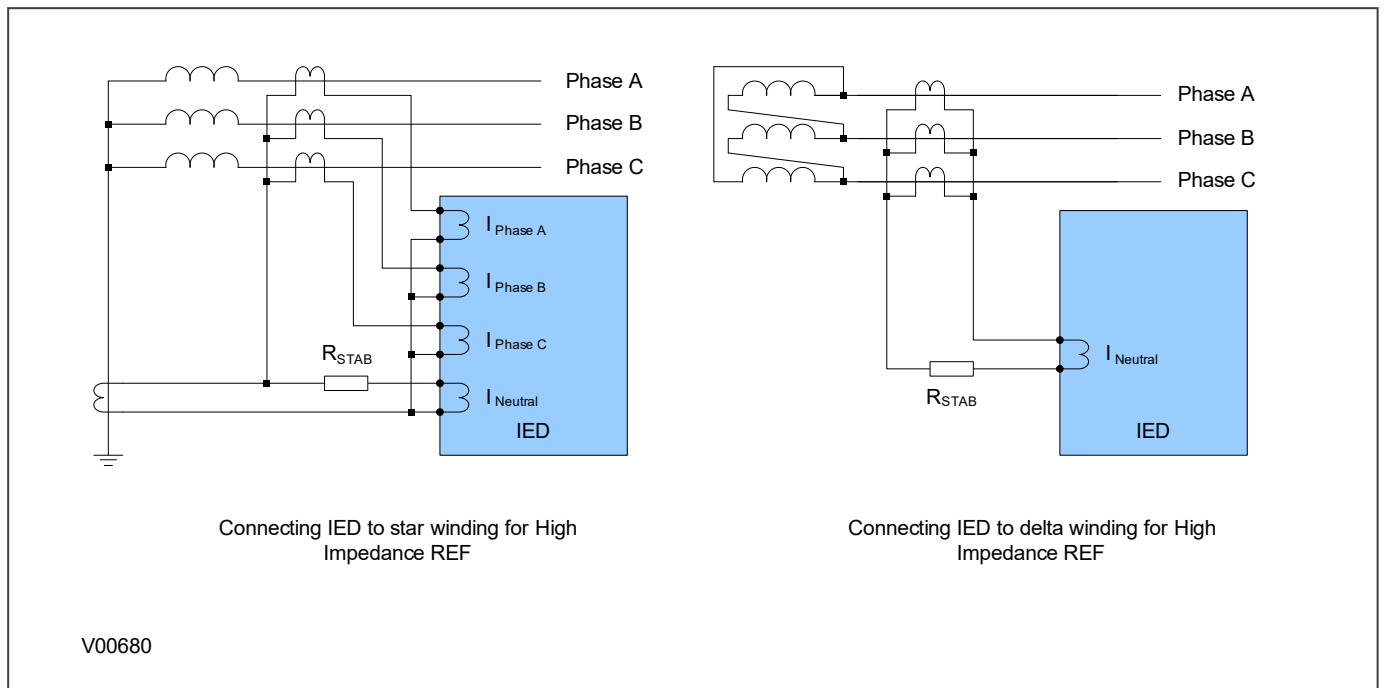 Phase A
Phase B
Phase C
I Phase A
I Phase B
I Phase C
RSTAB
I Neutral
IED
Connecting IED to star winding for High
Impedance REF
Phase A
Phase B
Phase C
I Neutral
RSTAB
IED
Connecting IED to delta winding for High
Impedance REF
V00680